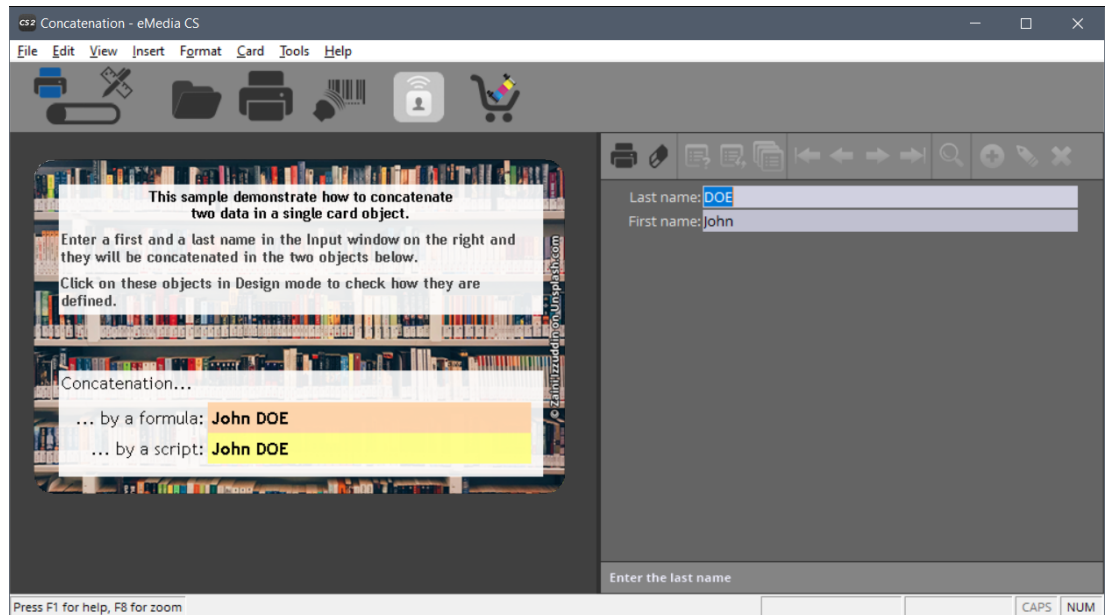 CS2 Concatenation - eMedia CS
File Edit View Insert Format Card Tools Help
This sample demonstrate how to concatenate
two data in a single card object.
Enter a first and a last name in the Input window on the right and
they will be concatenated in the two objects below.
Click on these objects in Design mode to check how they are
defined.
© Zaini Izzuddin on Unsplash.com
Concatenation...
... by a formula: John DOE
... by a script: John DOE
Last name: DOE
First name: John
Enter the last name
Press F1 for help, F8 for zoom
CAPS NUM